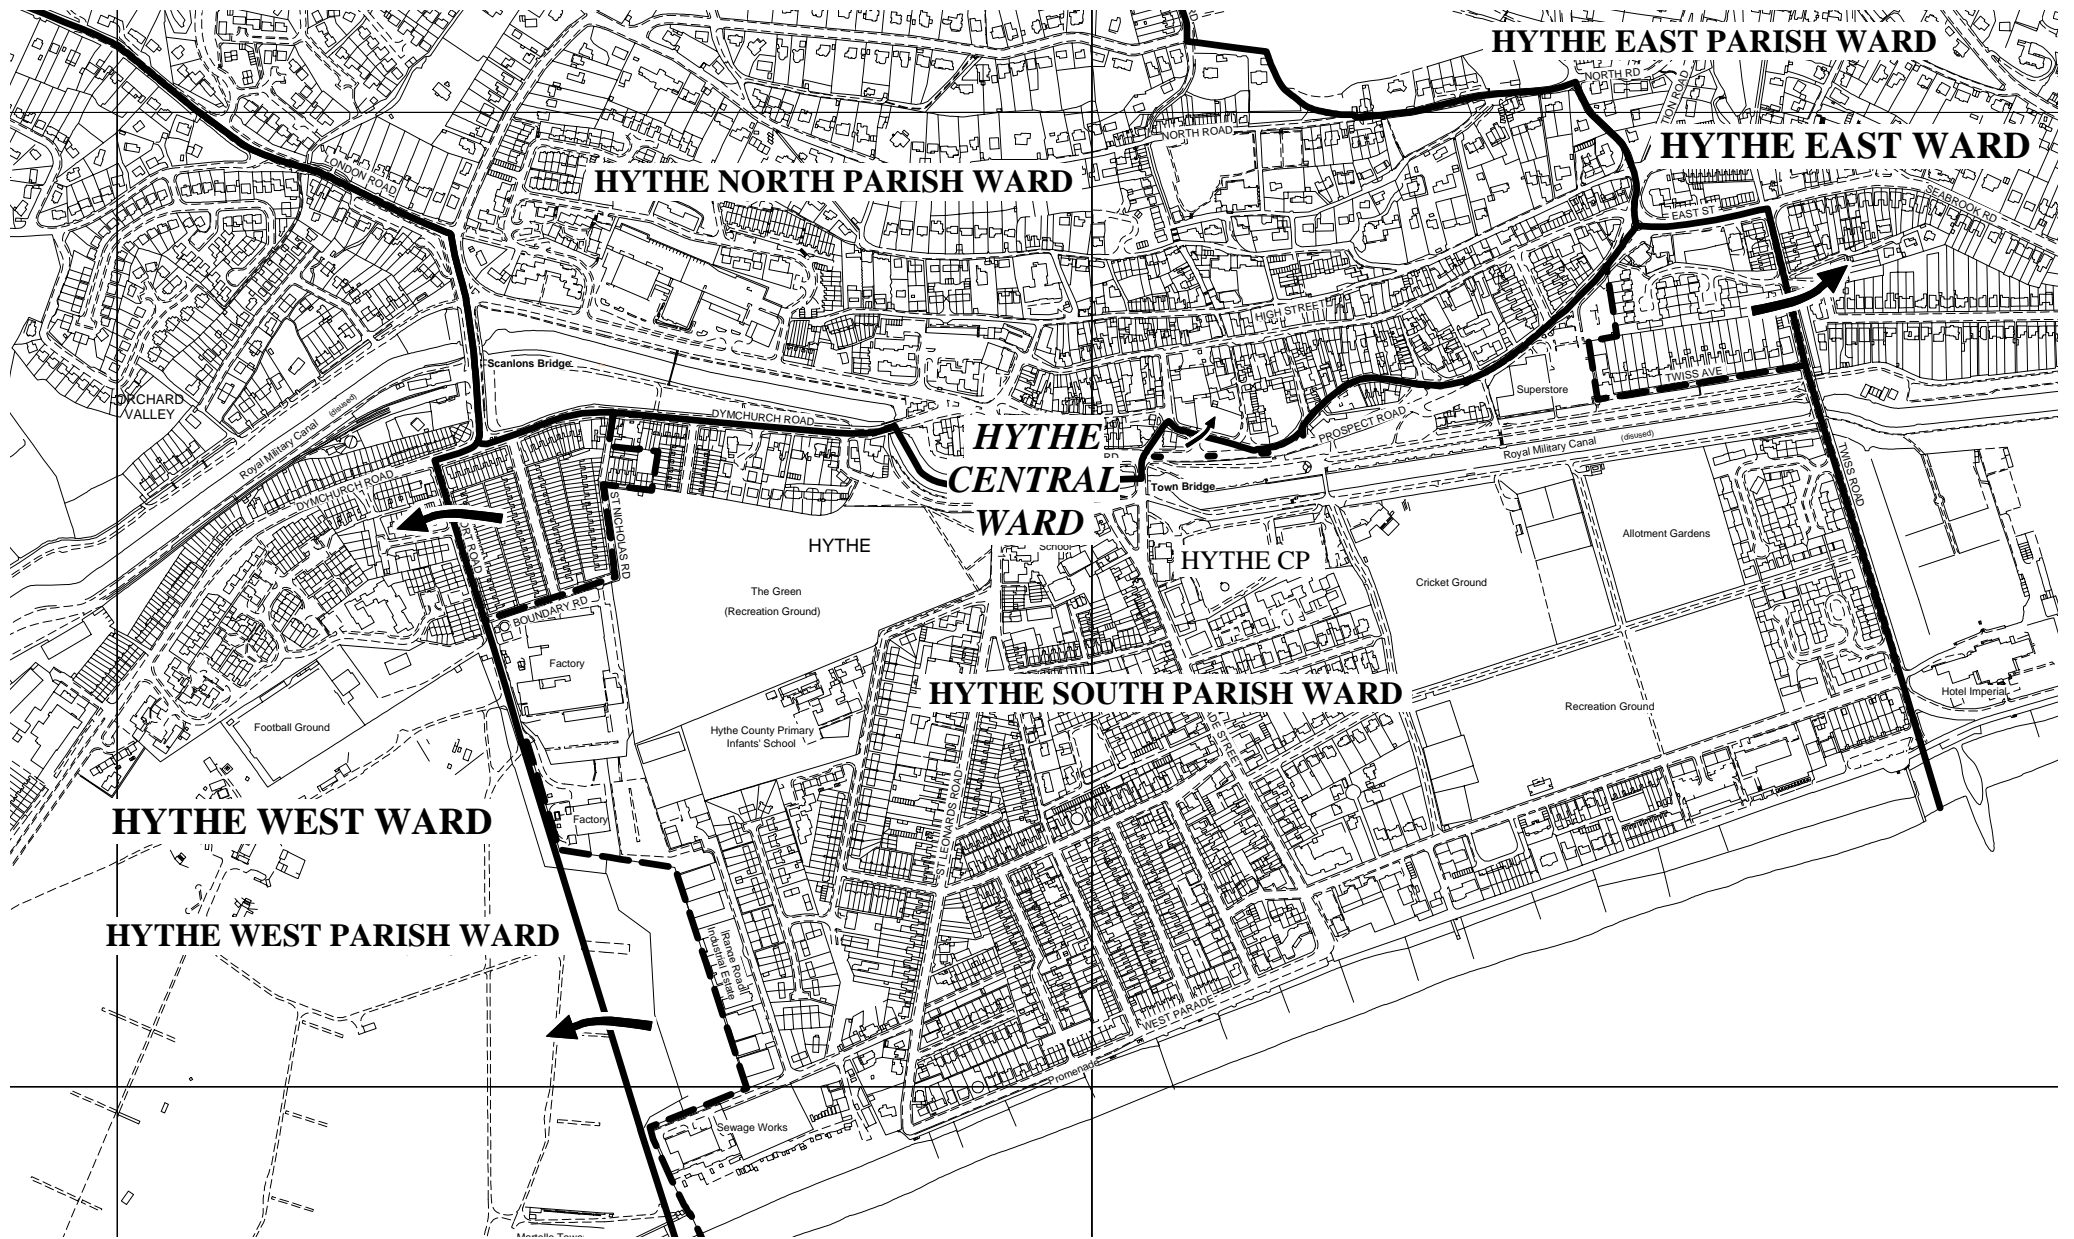 HYTHE EAST PARISH WARD
NORTH RD
NORTH ROAD
HYTHE EAST WARD
LONDON ROAD
HYTHE NORTH PARISH WARD
SEABROOK RD
EAST ST
HIGH STREET
Scanlons Bridge
TWISS AVE
Superstore
ORCHARD
VALLEY
Royal Military Canal
(disused)
DYMCHURCH ROAD
PROSPECT ROAD
HYTHE
CENTRAL
WARD
Royal Military Canal
(disused)
DYMCHURCH ROAD
Town Bridge
TWISS ROAD
ST NICHOLAS RD
HYTHE
School
HYTHE CP
Allotment Gardens
Cricket Ground
The Green
(Recreation Ground)
BOUNDARY RD
Factory
HYTHE SOUTH PARISH WARD
Hotel Imperial
Recreation Ground
Football Ground
Hythe County Primary
Infants' School
ST LEONARDS ROAD
HYTHE WEST WARD
Factory
HYTHE WEST PARISH WARD
Range Road
Industrial Estate
WEST PARADE
Promenade
Sewage Works